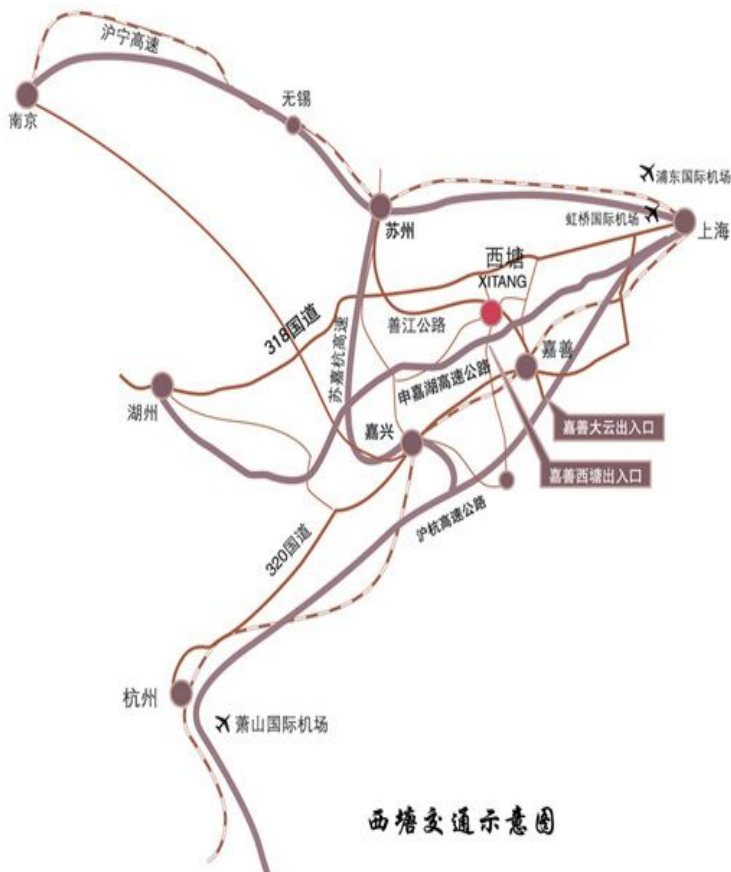 沪宁高速
无锡
南京
浦东国际机场
虹桥国际机场
上海
苏州
西塘
XITANG
318国道
善江公路
苏嘉杭高速
嘉善
申嘉湖高速公路
湖州
嘉兴
嘉善大云出入口
嘉善西塘出入口
沪杭高速公路
320国道
杭州
萧山国际机场
西塘交通示意图